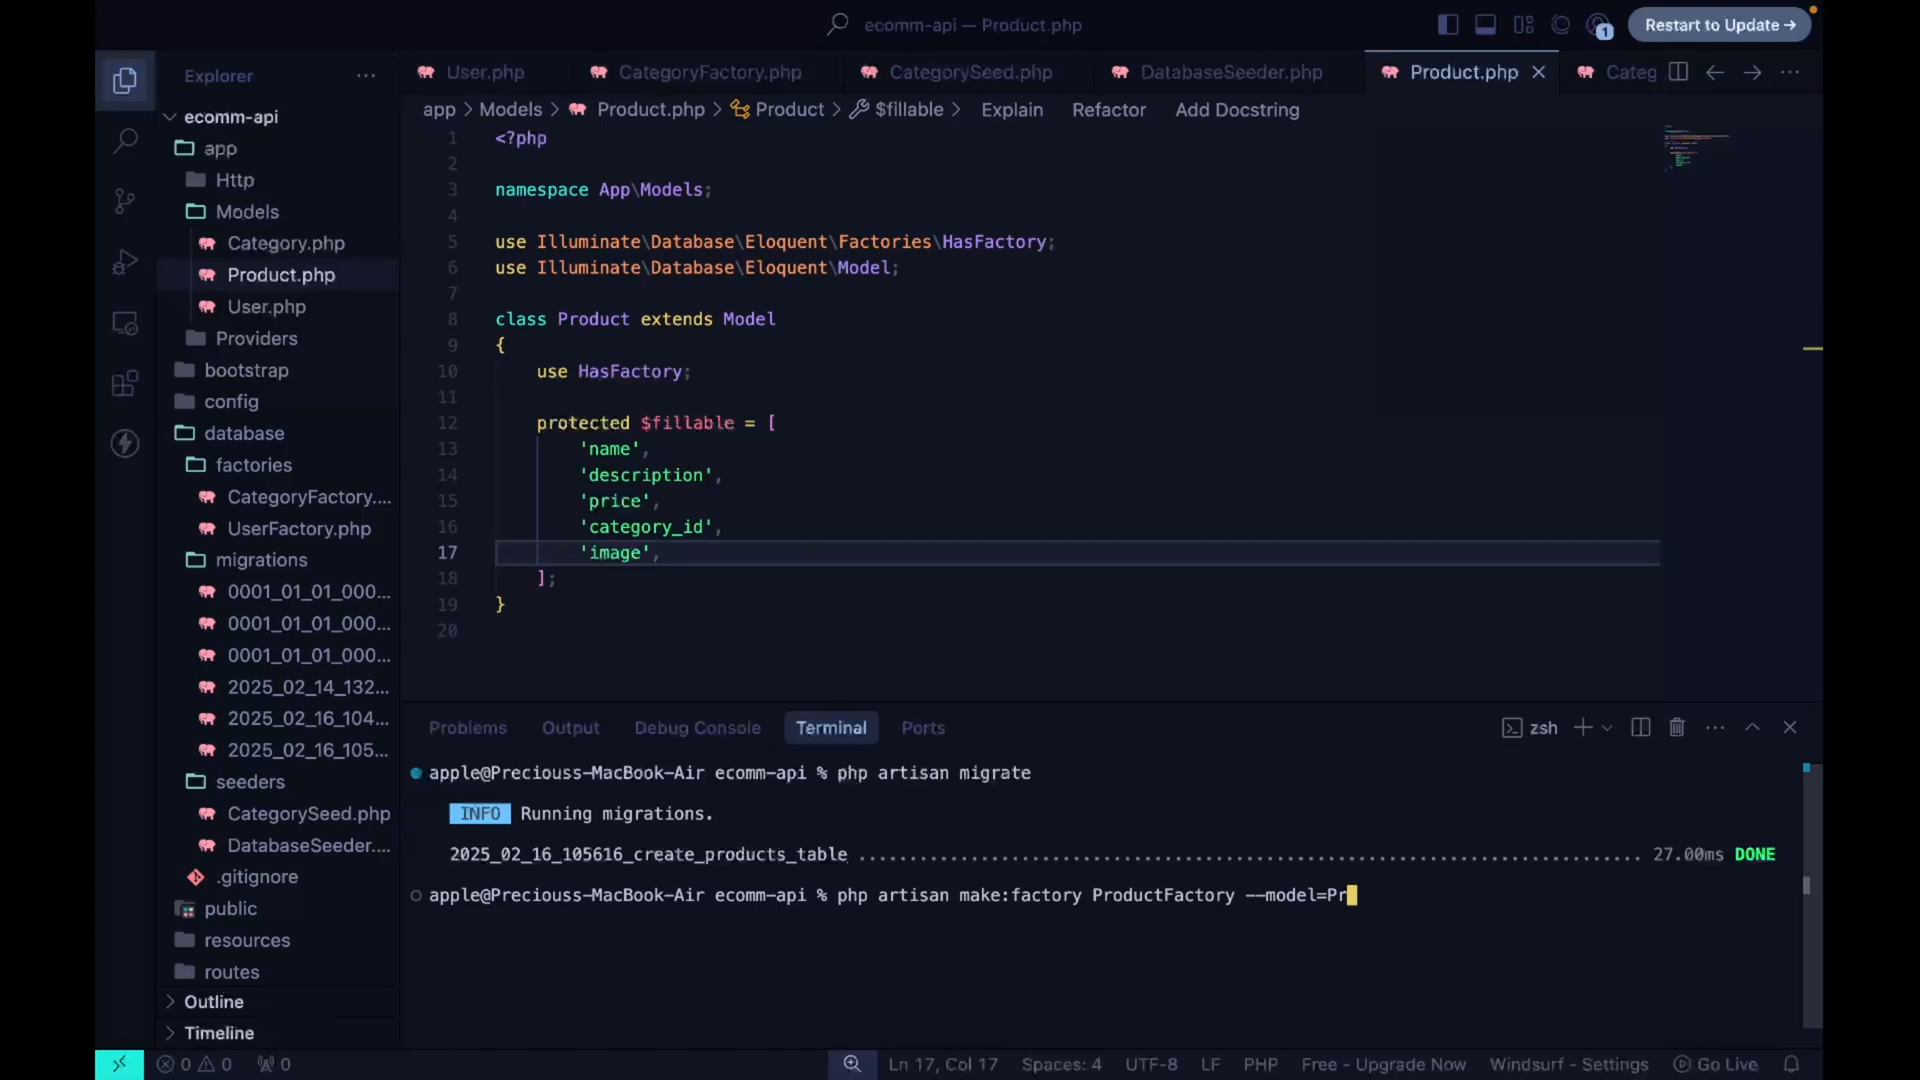 ecomm-api — Product.php
1
Restart to Update →
Explorer
User.php
CategoryFactory.php
CategorySeed.php
DatabaseSeeder.php
Product.php
Categ
app > Models > Product.php > Product > $fillable > Explain Refactor Add Docstring
ecomm-api
app
Http
Models
Category.php
Product.php
User.php
Providers
bootstrap
config
database
factories
CategoryFactory....
UserFactory.php
migrations
0001_01_01_000...
0001_01_01_000...
0001_01_01_000...
2025_02_14_132...
2025_02_16_104...
2025_02_16_105...
seeders
CategorySeed.php
DatabaseSeeder....
.gitignore
public
resources
routes
Outline
Timeline
1 <?php
2
3 namespace App\Models;
4
5 use Illuminate\Database\Eloquent\Factories\HasFactory;
6 use Illuminate\Database\Eloquent\Model;
7
8 class Product extends Model
9 {
10 use HasFactory;
11
12 protected $fillable = [
13 'name',
14 'description',
15 'price',
16 'category_id',
17 'image',
18 ];
19 }
20
Problems Output Debug Console Terminal Ports
zsh
apple@Preciouss-MacBook-Air ecomm-api % php artisan migrate
INFO Running migrations.
2025_02_16_105616_create_products_table ............................................................................. 27.00ms DONE
apple@Preciouss-MacBook-Air ecomm-api % php artisan make:factory ProductFactory --model=Pr
0 0 0
Ln 17, Col 17 Spaces: 4 UTF-8 LF PHP Free - Upgrade Now Windsurf - Settings Go Live